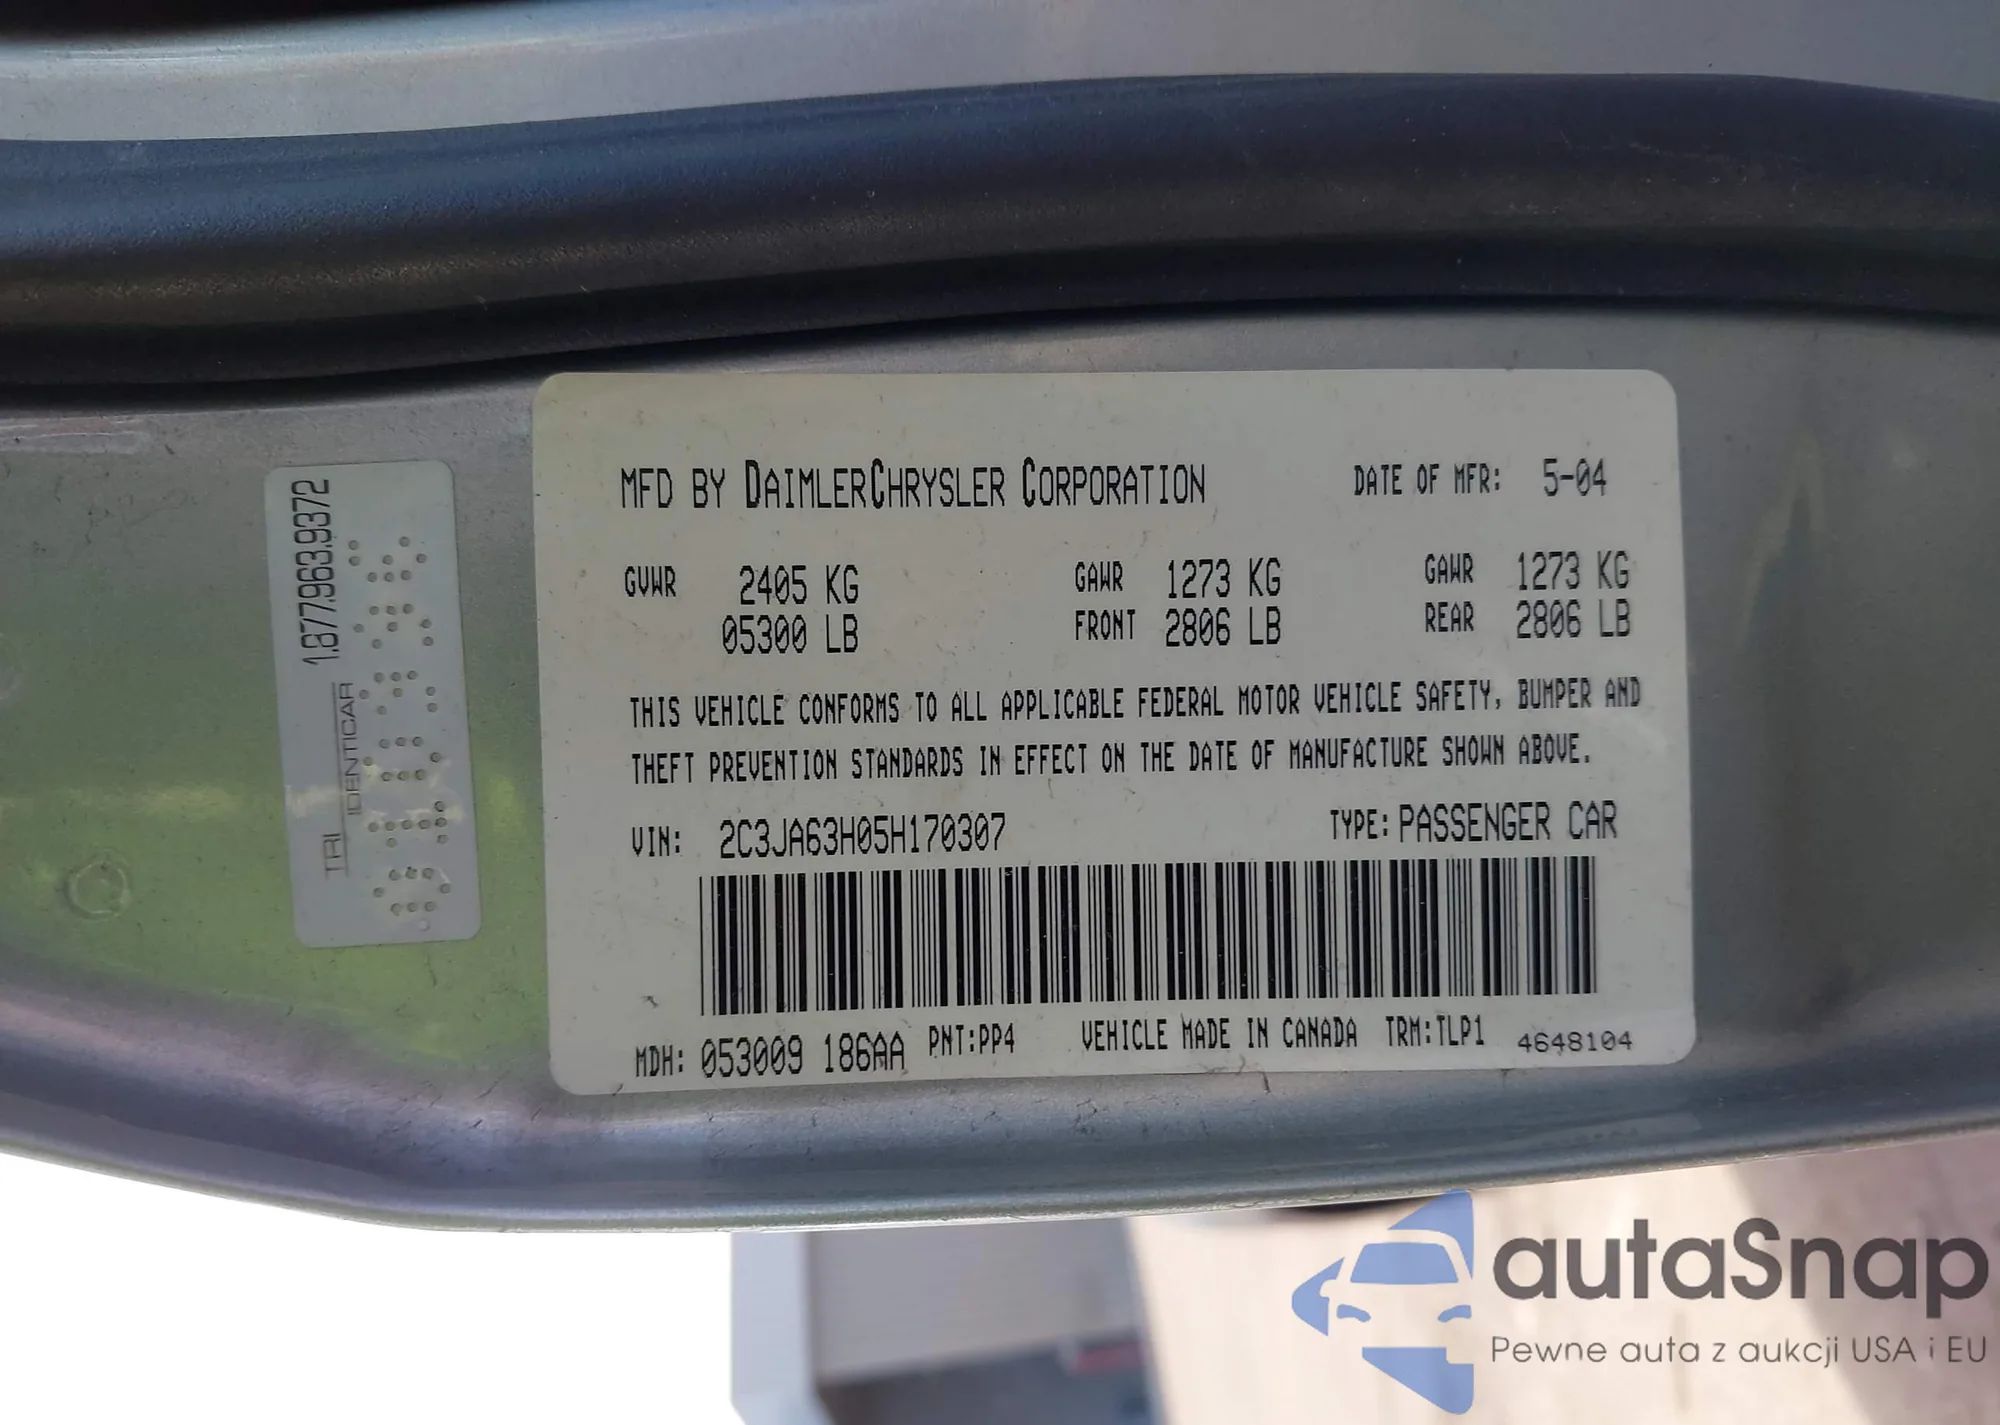 MFD BY DAIMLERCHRYSLER CORPORATION DATE OF MFR: 5-04
GVWR 2405 KG GAWR 1273 KG GAWR 1273 KG
05300 LB FRONT 2806 LB REAR 2806 LB
THIS VEHICLE CONFORMS TO ALL APPLICABLE FEDERAL MOTOR VEHICLE SAFETY, BUMPER AND
THEFT PREVENTION STANDARDS IN EFFECT ON THE DATE OF MANUFACTURE SHOWN ABOVE.
VIN: 2C3JA63H05H170307 TYPE: PASSENGER CAR
MDH: 053009 186AA PNT: PP4 VEHICLE MADE IN CANADA TRM: TLP1 4648104
TRI IDENTICAR 1.877.963.9372
autaSnap
Pewne auta z aukcji USA i EU